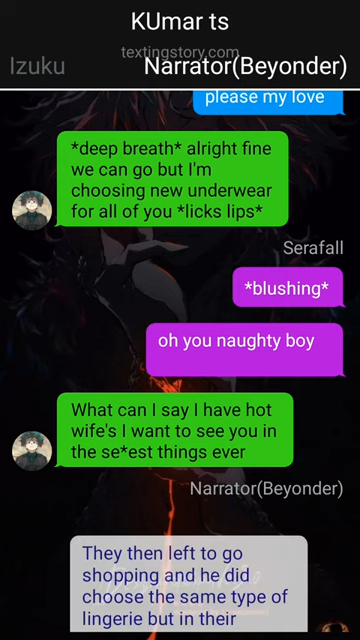 KUmar ts
textingstory.com
Izuku
Narrator(Beyonder)
please my love
*deep breath* alright fine
we can go but I'm
choosing new underwear
for all of you *licks lips*
Serafall
*blushing*
oh you naughty boy
What can I say I have hot
wife's I want to see you in
the se*est things ever
Narrator(Beyonder)
They then left to go
shopping and he did
choose the same type of
lingerie but in their